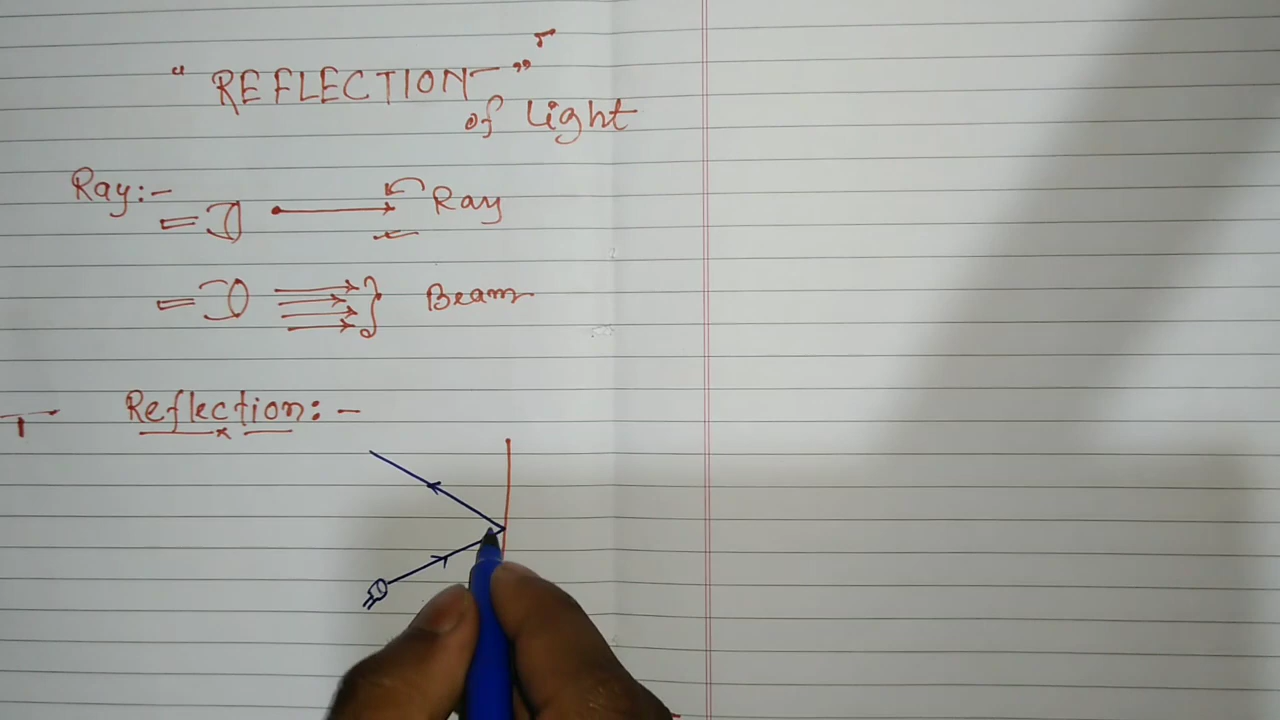 " REFLECTION "
of light
Ray:-
Ray
Beam
Reflection:-